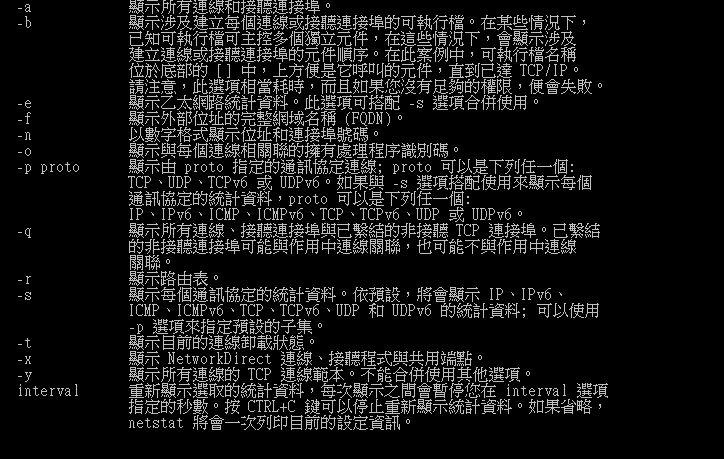 -a 顯示所有連線和接聽連接埠。
-b 顯示涉及建立每個連線或接聽連接埠的可執行檔。在某些情況下，
已知可執行檔可主控多個獨立元件，在這些情況下，會顯示涉及
建立連線或接聽連接埠的元件順序。在此案例中，可執行檔名稱
位於底部的 [] 中，上方便是它呼叫的元件，直到已達 TCP/IP。
請注意，此選項相當耗時，而且如果您沒有足夠的權限，便會失敗。
-e 顯示乙太網路統計資料。此選項可搭配 -s 選項合併使用。
-f 顯示外部位址的完整網域名稱 (FQDN)。
-n 以數字格式顯示位址和連接埠號碼。
-o 顯示與每個連線相關聯的擁有處理程序識別碼。
-p proto 顯示由 proto 指定的通訊協定連線; proto 可以是下列任一個:
TCP、UDP、TCPv6 或 UDPv6。如果與 -s 選項搭配使用來顯示每個
通訊協定的統計資料，proto 可以是下列任一個:
IP、IPv6、ICMP、ICMPv6、TCP、TCPv6、UDP 或 UDPv6。
-q 顯示所有連線、接聽連接埠與已繫結的非接聽 TCP 連接埠。已繫結
的非接聽連接埠可能與作用中連線關聯，也可能不與作用中連線
關聯。
-r 顯示路由表。
-s 顯示每個通訊協定的統計資料。依預設，將會顯示 IP、IPv6、
ICMP、ICMPv6、TCP、TCPv6、UDP 和 UDPv6 的統計資料; 可以使用
-p 選項來指定預設的子集。
-t 顯示目前的連線卸載狀態。
-x 顯示 NetworkDirect 連線、接聽程式與共用端點。
-y 顯示所有連線的 TCP 連線範本。不能合併使用其他選項。
interval 重新顯示選取的統計資料，每次顯示之間會暫停您在 interval 選項
指定的秒數。按 CTRL+C 鍵可以停止重新顯示統計資料。如果省略，
netstat 將會一次列印目前的設定資訊。